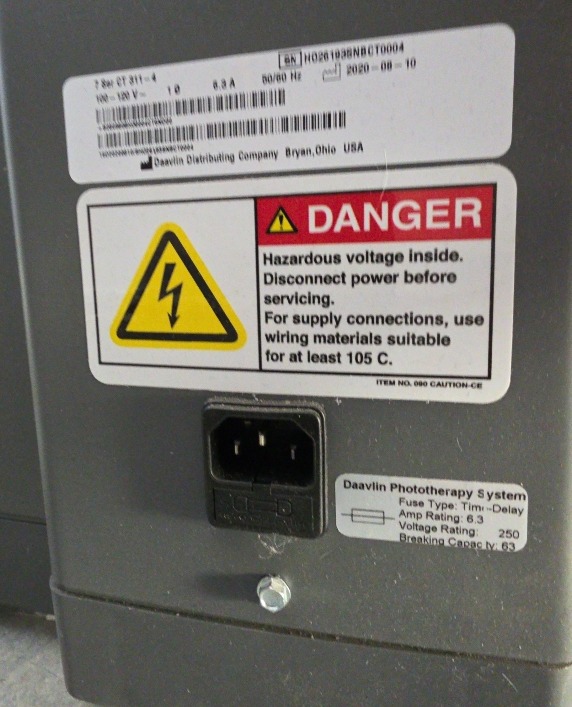 SN HO26193SNBCT0004
7 Ser CT 311-4
2020-08-10
100-120 V~ 1 Ø 6.3 A 50/60 Hz
Daavlin Distributing Company Bryan, Ohio USA
DANGER
Hazardous voltage inside.
Disconnect power before
servicing.
For supply connections, use
wiring materials suitable
for at least 105 C.
ITEM NO. 080 CAUTION-CE
Daavlin Phototherapy System
Fuse Type: Time-Delay
Amp Rating: 6.3
Voltage Rating: 250
Breaking Capacity: 63